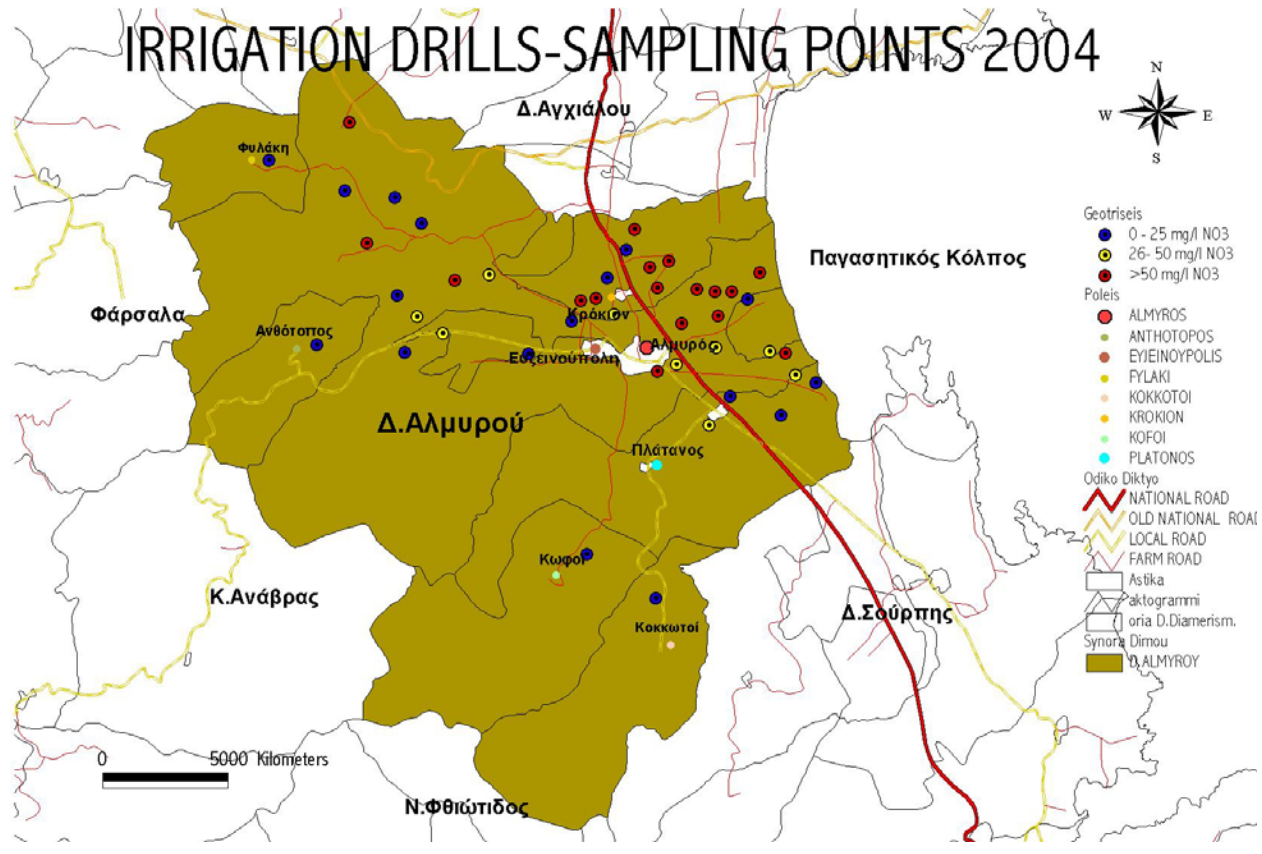 IRRIGATION DRILLS-SAMPLING POINTS 2004
N
W E
S
Δ.Αγχιάλου
Φυλάκη
Παγασητικός Κόλπος
Φάρσαλα
Ανθότοπος
Κρόκιον
Ευξεινούπολη
Αλμυρός
Δ.Αλμυρού
Πλάτανος
Κωφοί
Κ.Ανάβρας
Κοκκωτοί
Δ.Σούρπης
Ν.Φθιώτιδος
0 5000 Kilometers
Geotriseis
0 - 25 mg/l NO3
26- 50 mg/l NO3
>50 mg/l NO3
Poleis
ALMYROS
ANTHOTOPOS
EYJEINOYPOLIS
FYLAKI
KOKKOTOI
KROKION
KOFOI
PLATONOS
Odiko Diktyo
NATIONAL ROAD
OLD NATIONAL ROAD
LOCAL ROAD
FARM ROAD
Astika
aktogrammi
oria D.Diamerism.
Synora Dimou
D.ALMYROY